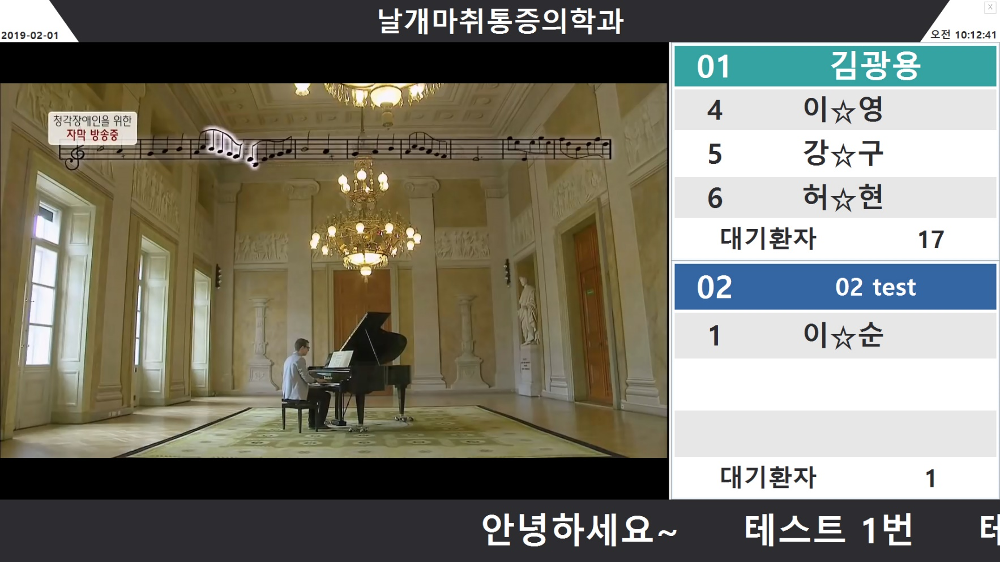 날개마취통증의학과
2019-02-01
오전 10:12:41
X
청각장애인을 위한
자막 방송중
01 김광용
4 이☆영
5 강☆구
6 허☆현
대기환자 17
02 02 test
1 이☆순
대기환자 1
안녕하세요~ 테스트 1번